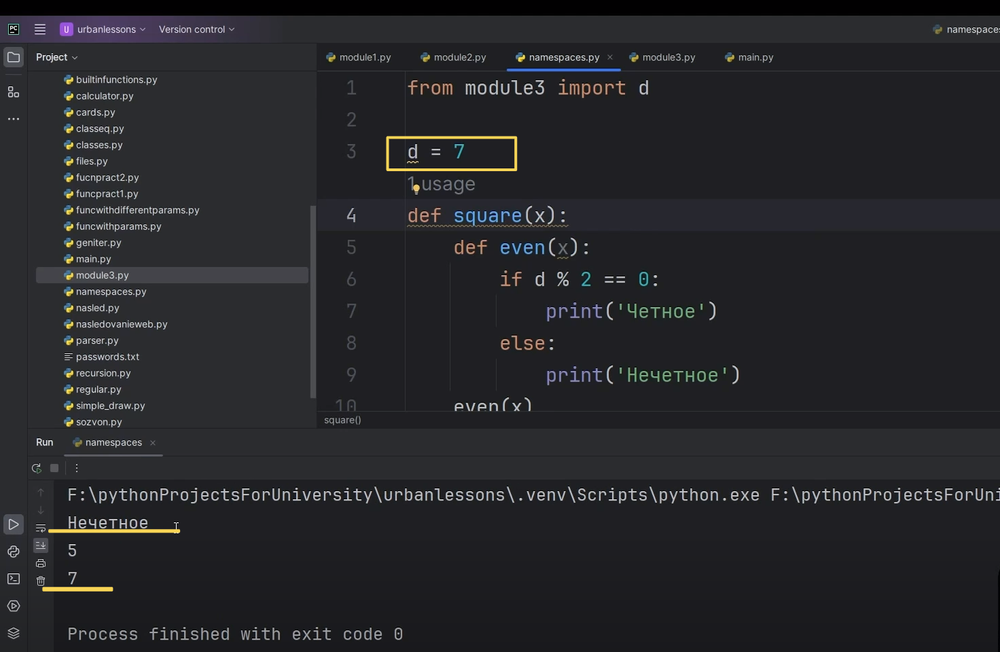 PC
U urbanlessons Version control
namespaces
Project
builtinfunctions.py
calculator.py
cards.py
classeq.py
classes.py
files.py
fucnpract2.py
funcpract1.py
funcwithdifferentparams.py
funcwithparams.py
geniter.py
main.py
module3.py
namespaces.py
nasled.py
nasledovanieweb.py
parser.py
passwords.txt
recursion.py
regular.py
simple_draw.py
sozvon.py
module1.py module2.py namespaces.py module3.py main.py
1 from module3 import d
2
3 d = 7
1 usage
4 def square(x):
5 def even(x):
6 if d % 2 == 0:
7 print('Четное')
8 else:
9 print('Нечетное')
10 even(x)
square()
Run namespaces
F:\pythonProjectsForUniversity\urbanlessons\.venv\Scripts\python.exe F:\pythonProjectsForUni
Нечетное
5
7
Process finished with exit code 0